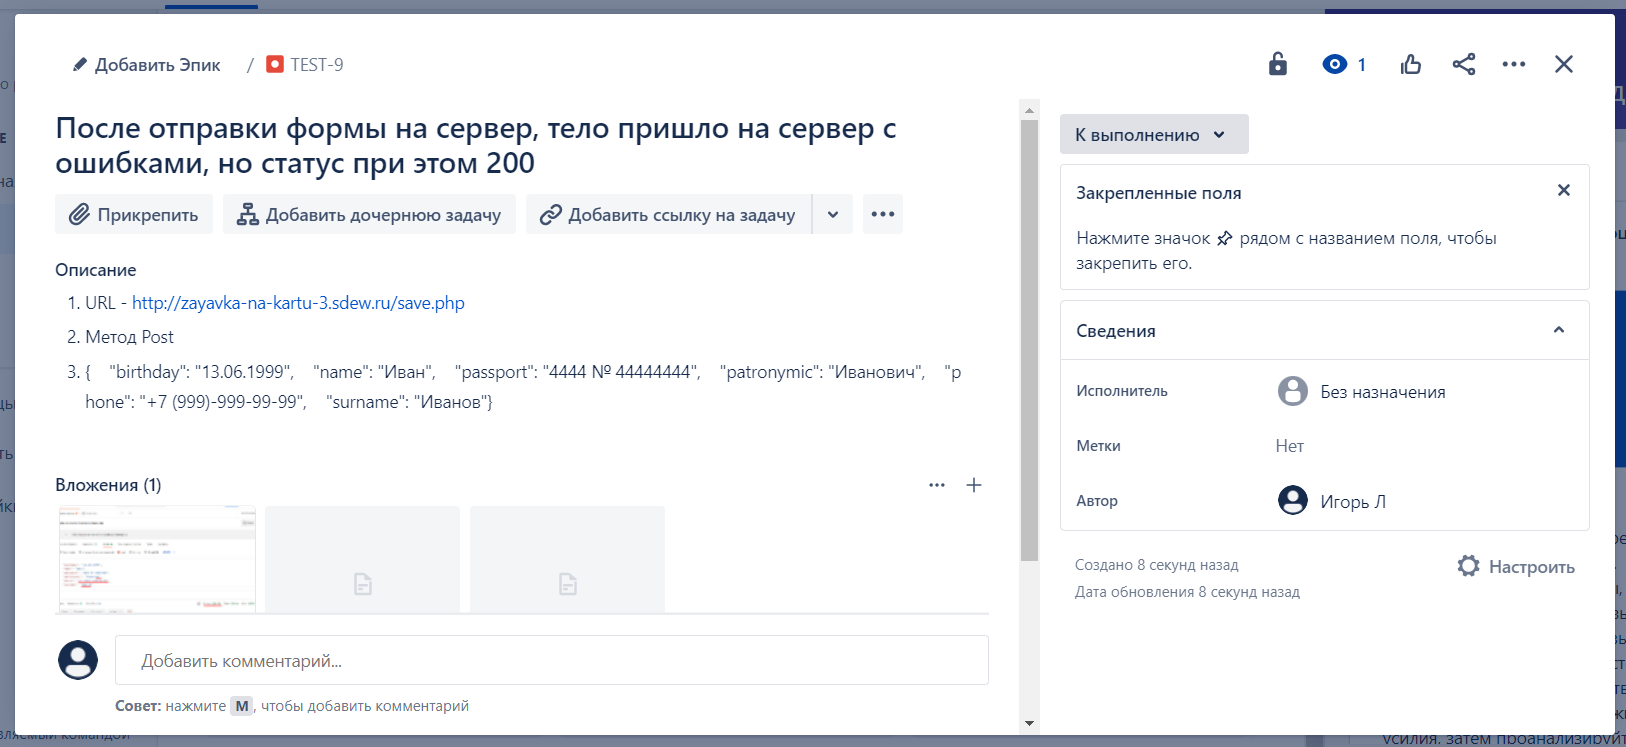 Добавить Эпик / TEST-9
1
После отправки формы на сервер, тело пришло на сервер с
ошибками, но статус при этом 200
Прикрепить
Добавить дочернюю задачу
Добавить ссылку на задачу
Описание
1. URL - http://zayavka-na-kartu-3.sdew.ru/save.php
2. Метод Post
3. { "birthday": "13.06.1999", "name": "Иван", "passport": "4444 № 44444444", "patronymic": "Иванович", "p
hone": "+7 (999)-999-99-99", "surname": "Иванов"}
Вложения (1)
Добавить комментарий...
Совет: нажмите M, чтобы добавить комментарий
К выполнению
Закрепленные поля
Нажмите значок рядом с названием поля, чтобы
закрепить его.
Сведения
Исполнитель
Без назначения
Метки
Нет
Автор
Игорь Л
Создано 8 секунд назад
Дата обновления 8 секунд назад
Настроить
вляемый командой
усилия, затем проанализируйт